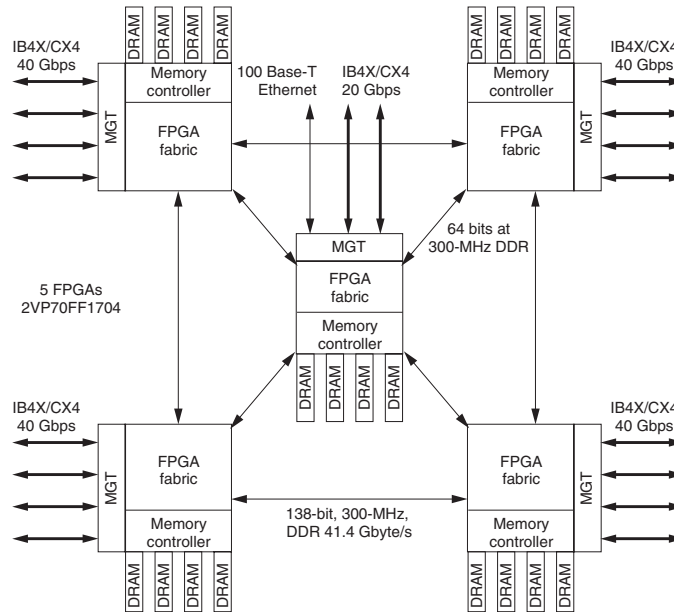 DRAM DRAM DRAM DRAM
IB4X/CX4
40 Gbps
Memory
controller
MGT
FPGA
fabric
100 Base-T
Ethernet
IB4X/CX4
20 Gbps
DRAM DRAM DRAM DRAM
Memory
controller
FPGA
fabric
MGT
IB4X/CX4
40 Gbps
MGT
FPGA
fabric
Memory
controller
DRAM DRAM DRAM DRAM
64 bits at
300-MHz DDR
5 FPGAs
2VP70FF1704
IB4X/CX4
40 Gbps
MGT
FPGA
fabric
Memory
controller
DRAM DRAM DRAM DRAM
138-bit, 300-MHz,
DDR 41.4 Gbyte/s
FPGA
fabric
Memory
controller
MGT
DRAM DRAM DRAM DRAM
IB4X/CX4
40 Gbps